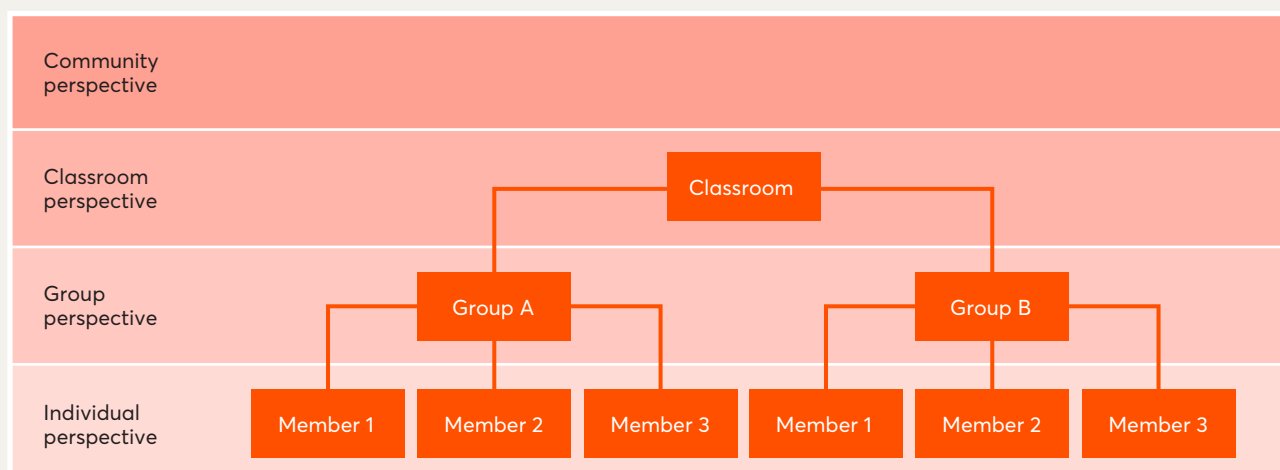 Community
perspective
Classroom
perspective
Classroom
Group
perspective
Group A
Group B
Individual
perspective
Member 1
Member 2
Member 3
Member 1
Member 2
Member 3